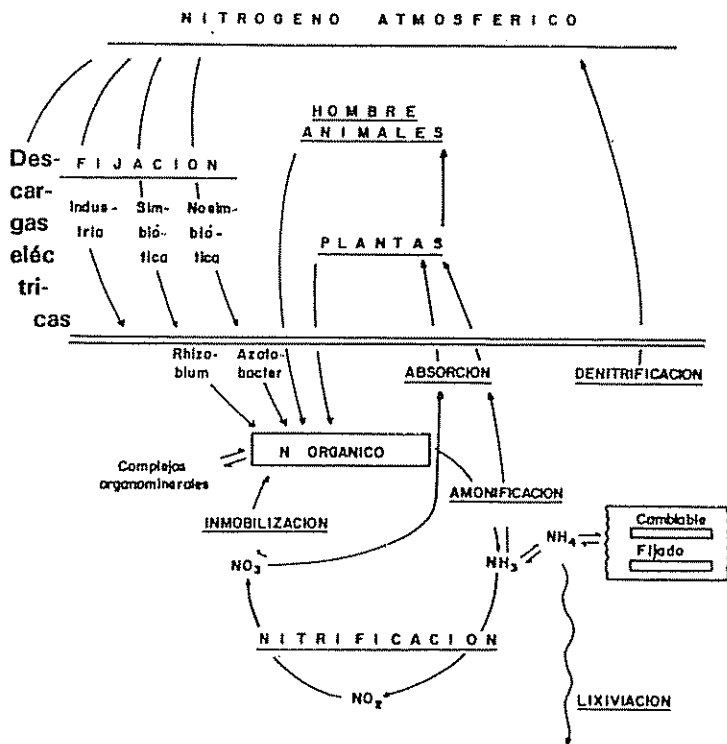 NITROGENO ATMOSFERICO
HOMBRE
ANIMALES
Des-
car-
gas
eléc
tri-
cas
FIJACION
Indus-
tria
Sim-
bió-
tica
Nosim-
bió-
tica
PLANTAS
Rhizo-
bium
Azoto-
bacter
ABSORCION
DENITRIFICACION
N ORGANICO
Complejos
organominerales
AMONIFICACION
INMOBILIZACION
Cambiable
Fijado
NH₄
NH₃
NO₃⁻
NITRIFICACION
NO₂
LIXIVIACION